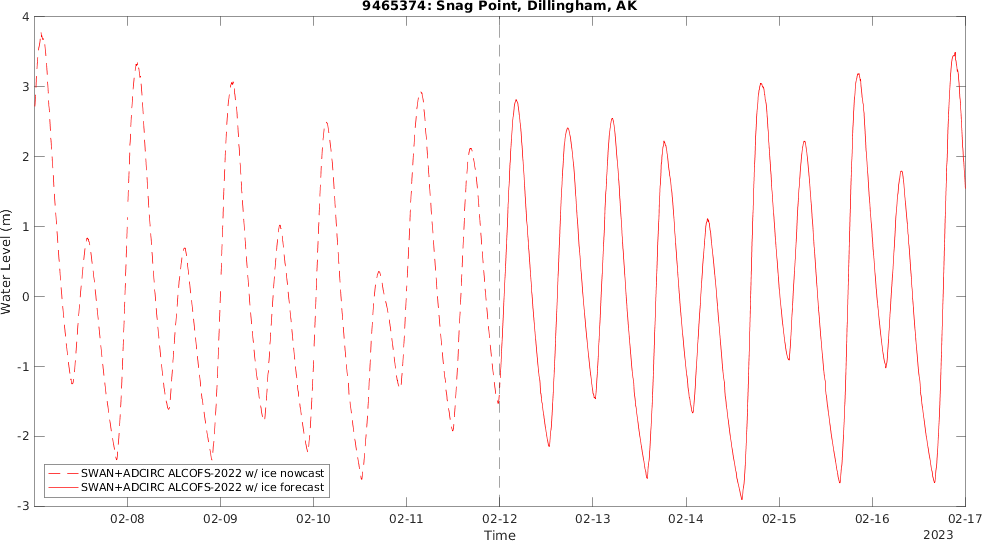 9465374: Snag Point, Dillingham, AK
Water Level (m)
4
3
2
1
0
-1
-2
-3
SWAN+ADCIRC ALCOFS-2022 w/ ice nowcast
SWAN+ADCIRC ALCOFS-2022 w/ ice forecast
02-08 02-09 02-10 02-11 02-12 02-13 02-14 02-15 02-16 02-17
Time
2023